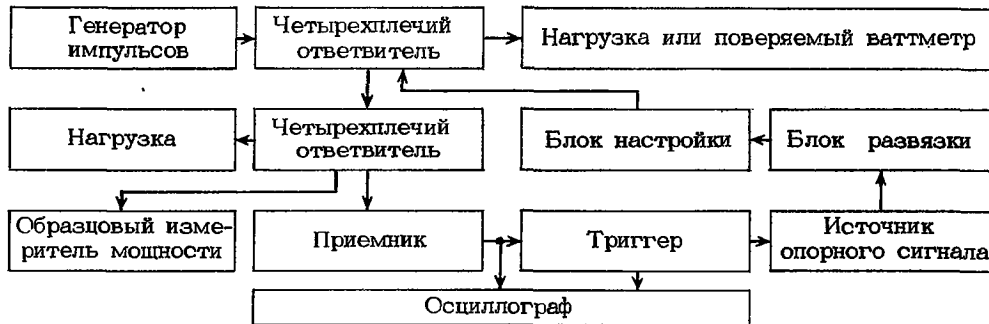 Генератор
импульсов
Четырехплечий
ответвитель
Нагрузка или поверяемый ваттметр
Нагрузка
Четырехплечий
ответвитель
Блок настройки
Блок развязки
Образцовый изме-
ритель мощности
Приемник
Триггер
Источник
опорного сигнала
Осциллограф